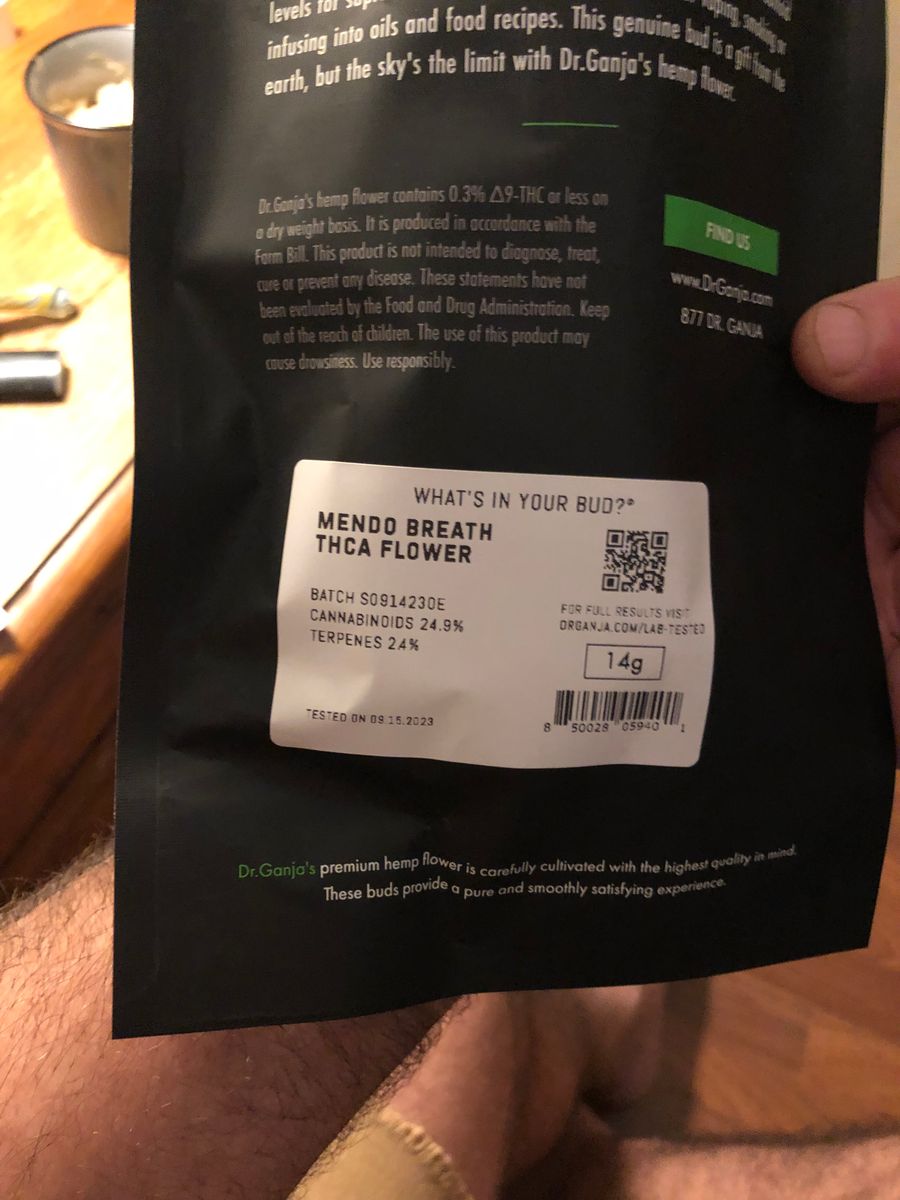 levels for
vaping, smoking or
infusing into oils and food recipes. This genuine bud is a gift from the
earth, but the sky's the limit with Dr.Ganja's hemp flower.
Dr.Ganja's hemp flower contains 0.3% Δ9-THC or less on
a dry weight basis. It is produced in accordance with the
Farm Bill. This product is not intended to diagnose, treat,
cure or prevent any disease. These statements have not
been evaluated by the Food and Drug Administration. Keep
out of the reach of children. The use of this product may
cause drowsiness. Use responsibly.
FIND US
www.DrGanja.com
877 DR. GANJA
WHAT'S IN YOUR BUD?®
MENDO BREATH
THCA FLOWER
BATCH S0914230E
CANNABINOIDS 24.9%
TERPENES 2.4%
TESTED ON 09.15.2023
FOR FULL RESULTS VISIT
DRGANJA.COM/LAB-TESTED
14g
8 50028 05940 1
Dr.Ganja's premium hemp flower is carefully cultivated with the highest quality in mind.
These buds provide a pure and smoothly satisfying experience.